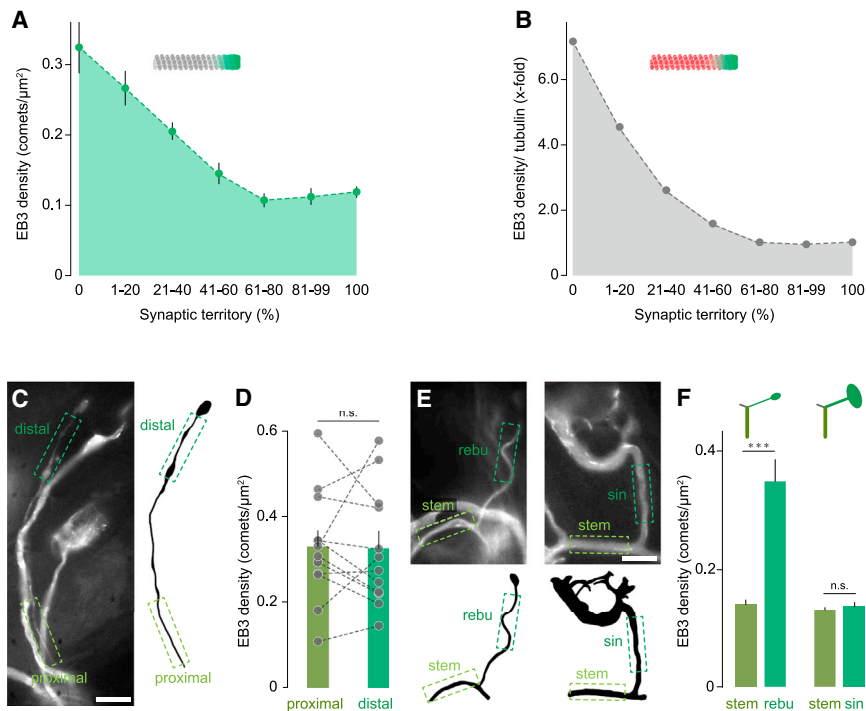 A
EB3 density (comets/µm²)
0.3
0.2
0.1
0
0 1-20 21-40 41-60 61-80 81-99 100
Synaptic territory (%)
B
EB3 density/ tubulin (x-fold)
6.0
4.0
2.0
0
0 1-20 21-40 41-60 61-80 81-99 100
Synaptic territory (%)
C
distal
distal
proximal
proximal
D
n.s.
EB3 density (comets/µm²)
0.6
0.4
0.2
0
proximal distal
E
rebu
stem
sin
stem
rebu
stem
sin
stem
F
EB3 density (comets/µm²)
***
n.s.
0.4
0.2
0
stem rebu stem sin